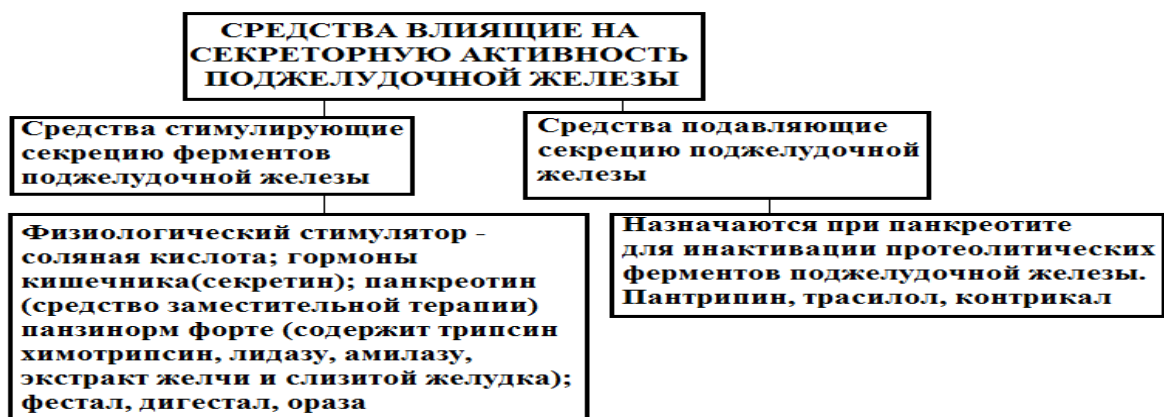 СРЕДСТВА ВЛИЯЩИЕ НА
СЕКРЕТОРНУЮ АКТИВНОСТЬ
ПОДЖЕЛУДОЧНОЙ ЖЕЛЕЗЫ
Средства стимулирующие
секрецию ферментов
поджелудочной железы
Средства подавляющие
секрецию поджелудочной
железы
Физиологический стимулятор -
соляная кислота; гормоны
кишечника(секретин); панкреотин
(средство заместительной терапии)
панзинорм форте (содержит трипсин
химотрипсин, лидазу, амилазу,
экстракт желчи и слизитой желудка);
фестал, дигестал, ораза
Назначаются при панкреотите
для инактивации протеолитических
ферментов поджелудочной железы.
Пантрипин, трасилол, контрикал